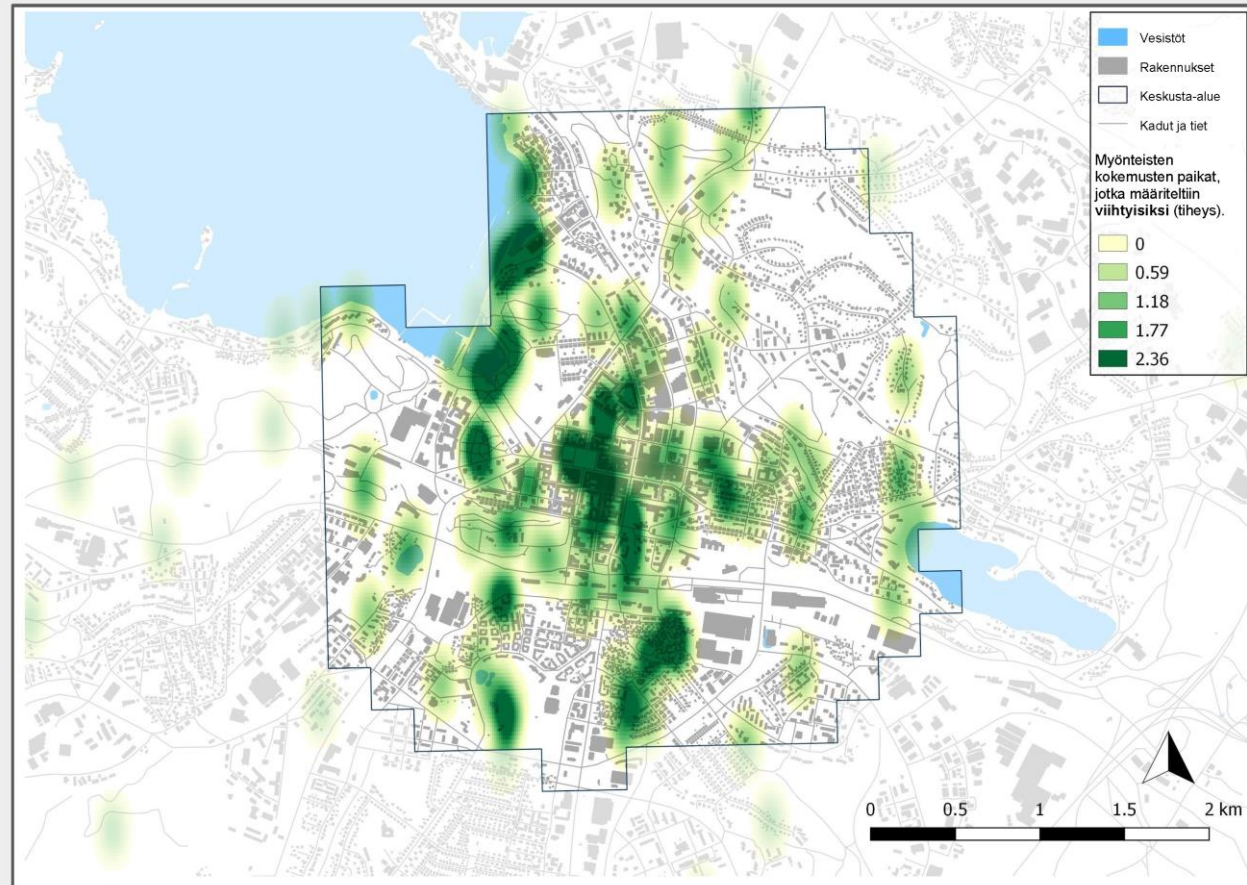 Vesistöt
Rakennukset
Keskusta-alue
Kadut ja tiet
Myönteisten
kokemusten paikat,
jotka määriteltiin
viihtyisiksi (tiheys).
0
0.59
1.18
1.77
2.36
0 0.5 1 1.5 2 km